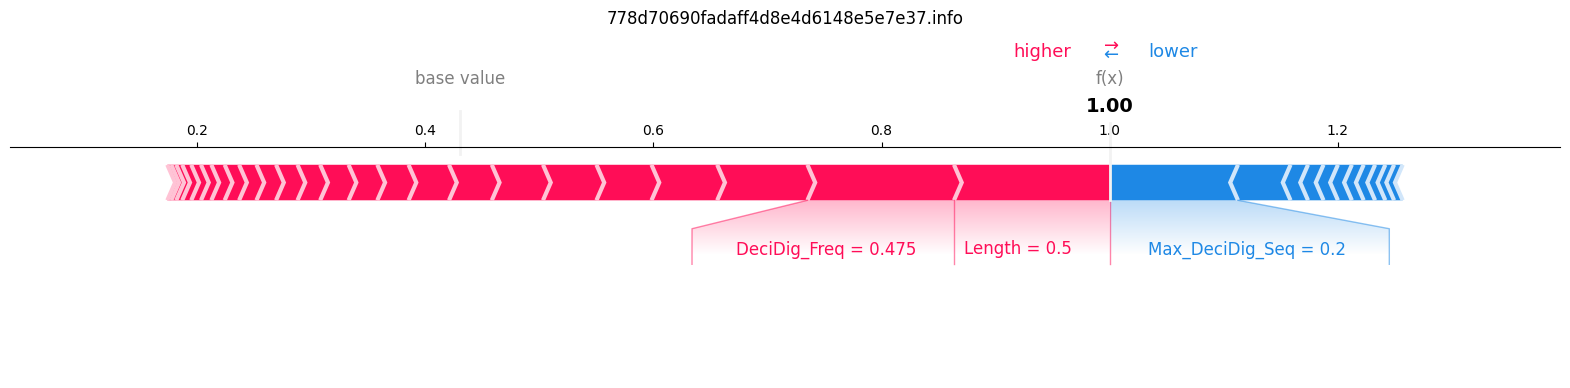 778d70690fadaff4d8e4d6148e5e7e37.info
higher ⇄ lower
base value f(x)
1.00
0.2 0.4 0.6 0.8 1.0 1.2
DeciDig_Freq = 0.475 Length = 0.5 Max_DeciDig_Seq = 0.2